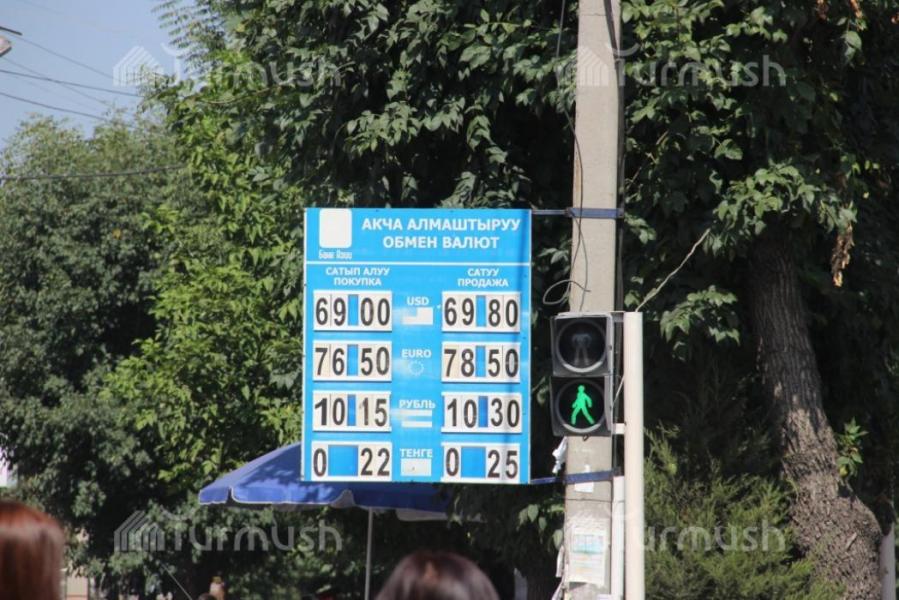 Turmush
Turmush
АКЧА АЛМАШТЫРУУ
ОБМЕН ВАЛЮТ
САТЫП АЛУУ
ПОКУПКА
САТУУ
ПРОДАЖА
69 00 USD 69 80
76 50 EURO 78 50
10 15 РУБЛЬ 10 30
0 22 ТЕНГЕ 0 25
Turmush
Turmush